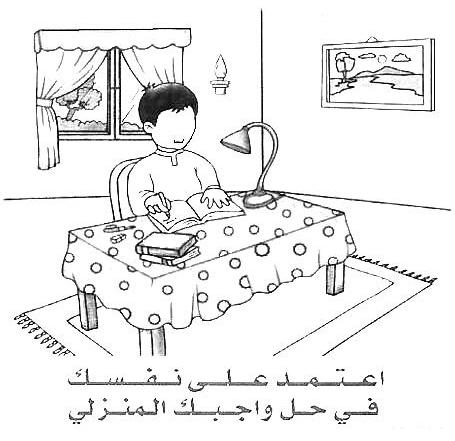 اعتمد على نفسك
في حل واجبك المنزلي